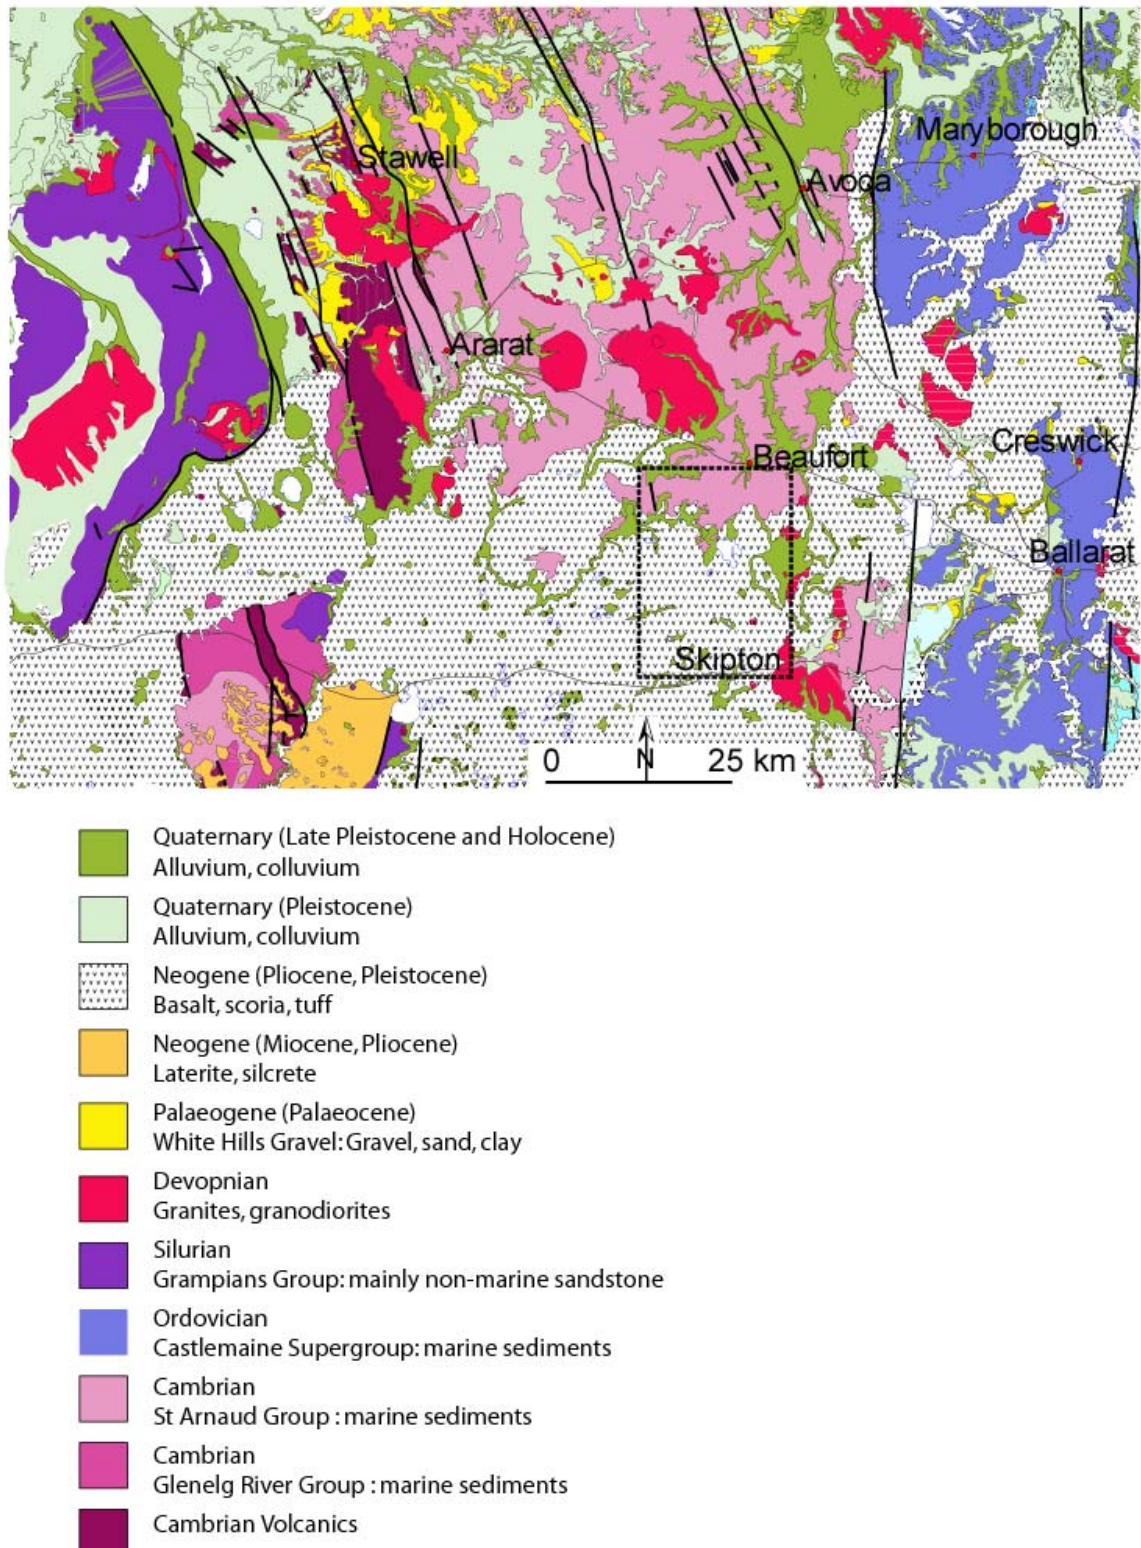 Maryborough
Stawell
Avoca
Ararat
Creswick
Beaufort
Ballarat
Skipton
N
0 25 km
Quaternary (Late Pleistocene and Holocene)
Alluvium, colluvium
Quaternary (Pleistocene)
Alluvium, colluvium
Neogene (Pliocene, Pleistocene)
Basalt, scoria, tuff
Neogene (Miocene, Pliocene)
Laterite, silcrete
Palaeogene (Palaeocene)
White Hills Gravel: Gravel, sand, clay
Devopnian
Granites, granodiorites
Silurian
Grampians Group: mainly non-marine sandstone
Ordovician
Castlemaine Supergroup: marine sediments
Cambrian
St Arnaud Group : marine sediments
Cambrian
Glenelg River Group : marine sediments
Cambrian Volcanics